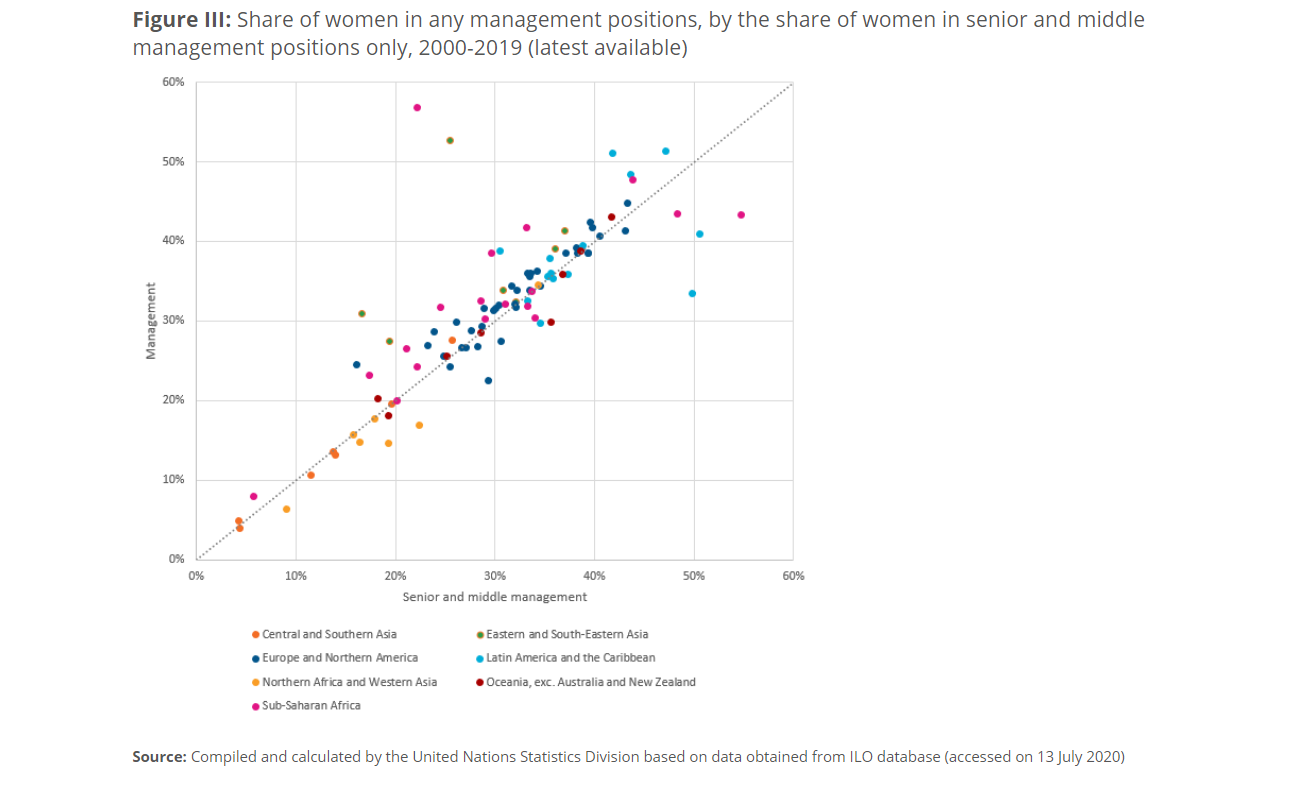 Figure III: Share of women in any management positions, by the share of women in senior and middle
management positions only, 2000-2019 (latest available)
60%
50%
40%
30%
20%
10%
0%
Management
0% 10% 20% 30% 40% 50% 60%
Senior and middle management
Central and Southern Asia Eastern and South-Eastern Asia
Europe and Northern America Latin America and the Caribbean
Northern Africa and Western Asia Oceania, exc. Australia and New Zealand
Sub-Saharan Africa
Source: Compiled and calculated by the United Nations Statistics Division based on data obtained from ILO database (accessed on 13 July 2020)